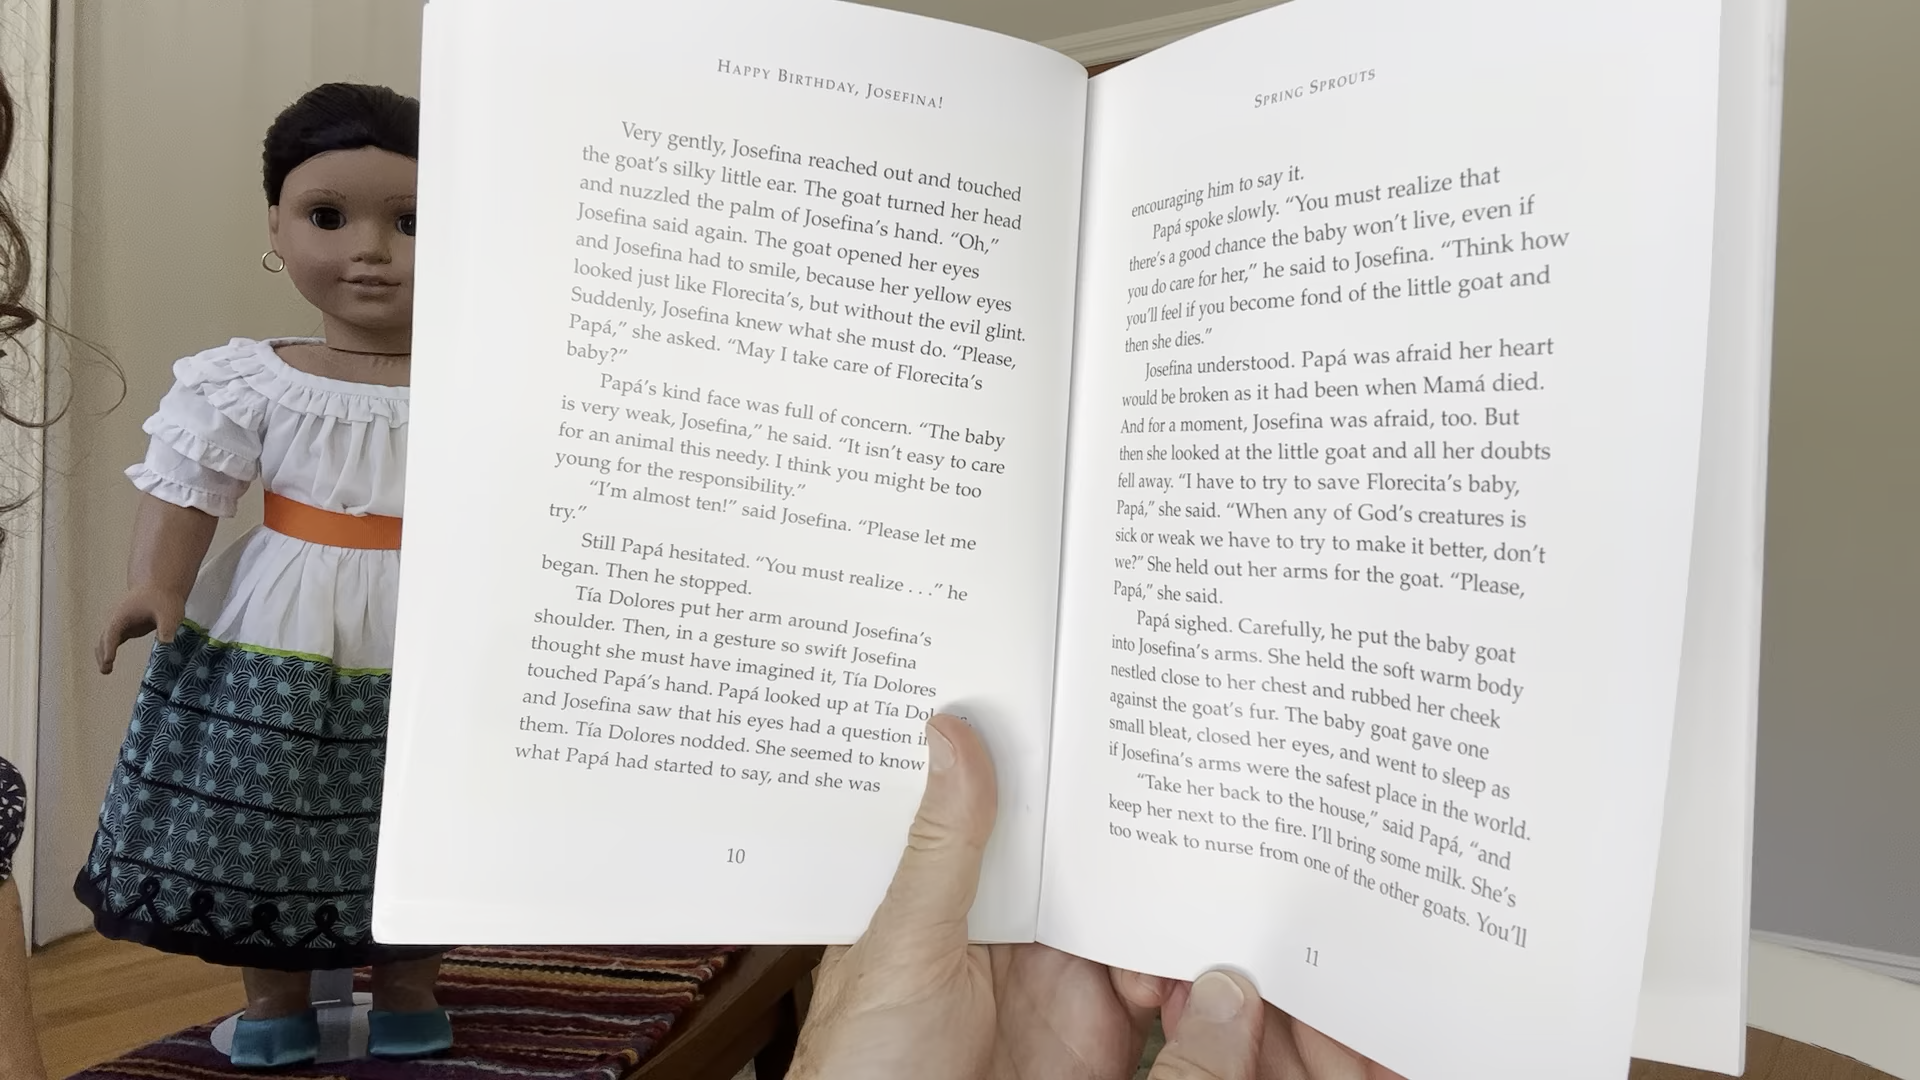 HAPPY BIRTHDAY, JOSEFINA!
Very gently, Josefina reached out and touched
the goat's silky little ear. The goat turned her head
and nuzzled the palm of Josefina's hand. “Oh,”
Josefina said again. The goat opened her eyes
and Josefina had to smile, because her yellow eyes
looked just like Florecita's, but without the evil glint.
Suddenly, Josefina knew what she must do. “Please,
Papá,” she asked. “May I take care of Florecita's
baby?”
Papá's kind face was full of concern. “The baby
is very weak, Josefina,” he said. “It isn't easy to care
for an animal this needy. I think you might be too
young for the responsibility.”
“I'm almost ten!” said Josefina. “Please let me
try.”
Still Papá hesitated. “You must realize . . .” he
began. Then he stopped.
Tía Dolores put her arm around Josefina's
shoulder. Then, in a gesture so swift Josefina
thought she must have imagined it, Tía Dolores
touched Papá's hand. Papá looked up at Tía
and Josefina saw that his eyes had a question
them. Tía Dolores nodded. She seemed to know
what Papá had started to say, and she was
10
SPRING SPROUTS
encouraging him to say it.
Papá spoke slowly. “You must realize that
there's a good chance the baby won't live, even if
you do care for her,” he said to Josefina. “Think how
you'll feel if you become fond of the little goat and
then she dies.”
Josefina understood. Papá was afraid her heart
would be broken as it had been when Mamá died.
And for a moment, Josefina was afraid, too. But
then she looked at the little goat and all her doubts
fell away. “I have to try to save Florecita's baby,
Papá,” she said. “When any of God's creatures is
sick or weak we have to try to make it better, don't
we?” She held out her arms for the goat. “Please,
Papá,” she said.
Papá sighed. Carefully, he put the baby goat
into Josefina's arms. She held the soft warm body
nestled close to her chest and rubbed her cheek
against the goat's fur. The baby goat gave one
small bleat, closed her eyes, and went to sleep as
if Josefina's arms were the safest place in the world.
“Take her back to the house,” said Papá, “and
keep her next to the fire. I'll bring some milk. She's
too weak to nurse from one of the other goats. You'll
11